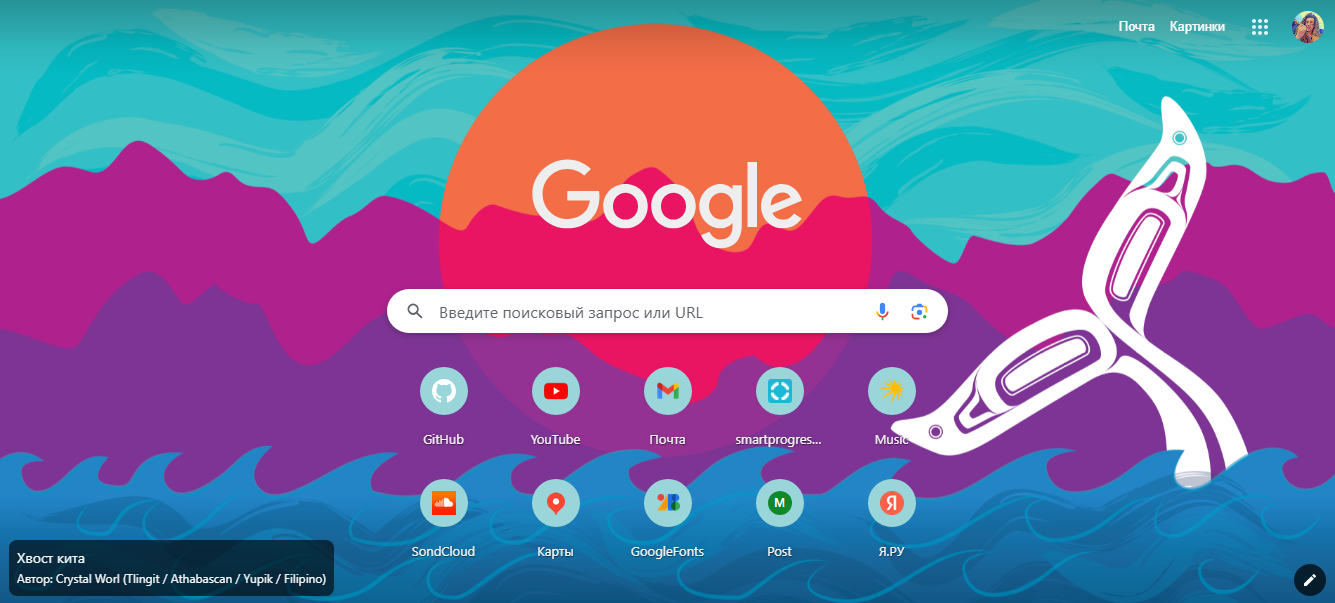 Почта Картинки
Google
Введите поисковый запрос или URL
GitHub YouTube Почта smartprogres... Music
M Я
SondCloud Карты GoogleFonts Post Я.РУ
Хвост кита
Автор: Crystal Worl (Tlingit / Athabascan / Yupik / Filipino)